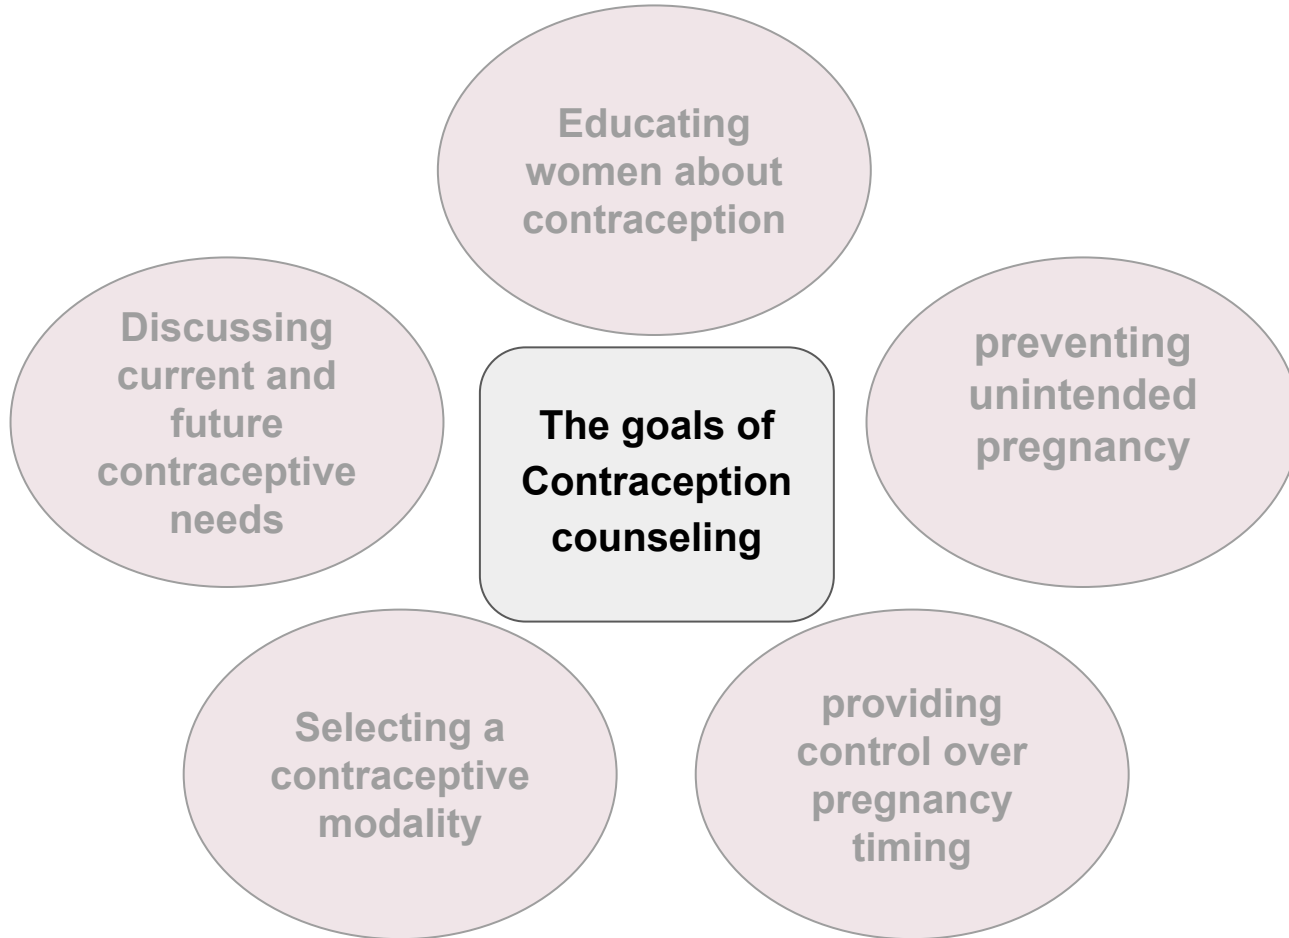 Educating
women about
contraception
Discussing
current and
future
contraceptive
needs
The goals of
Contraception
counseling
preventing
unintended
pregnancy
Selecting a
contraceptive
modality
providing
control over
pregnancy
timing